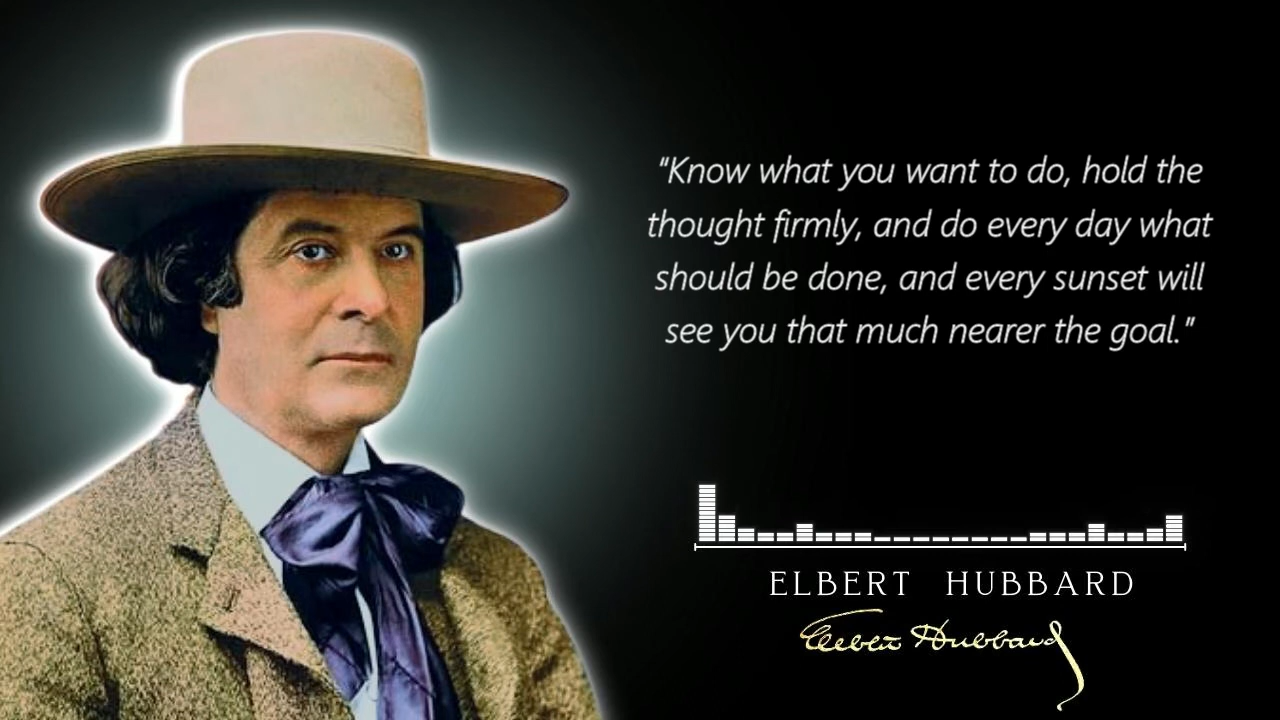 "Know what you want to do, hold the
thought firmly, and do every day what
should be done, and every sunset will
see you that much nearer the goal."
ELBERT HUBBARD
Elbert Hubbard